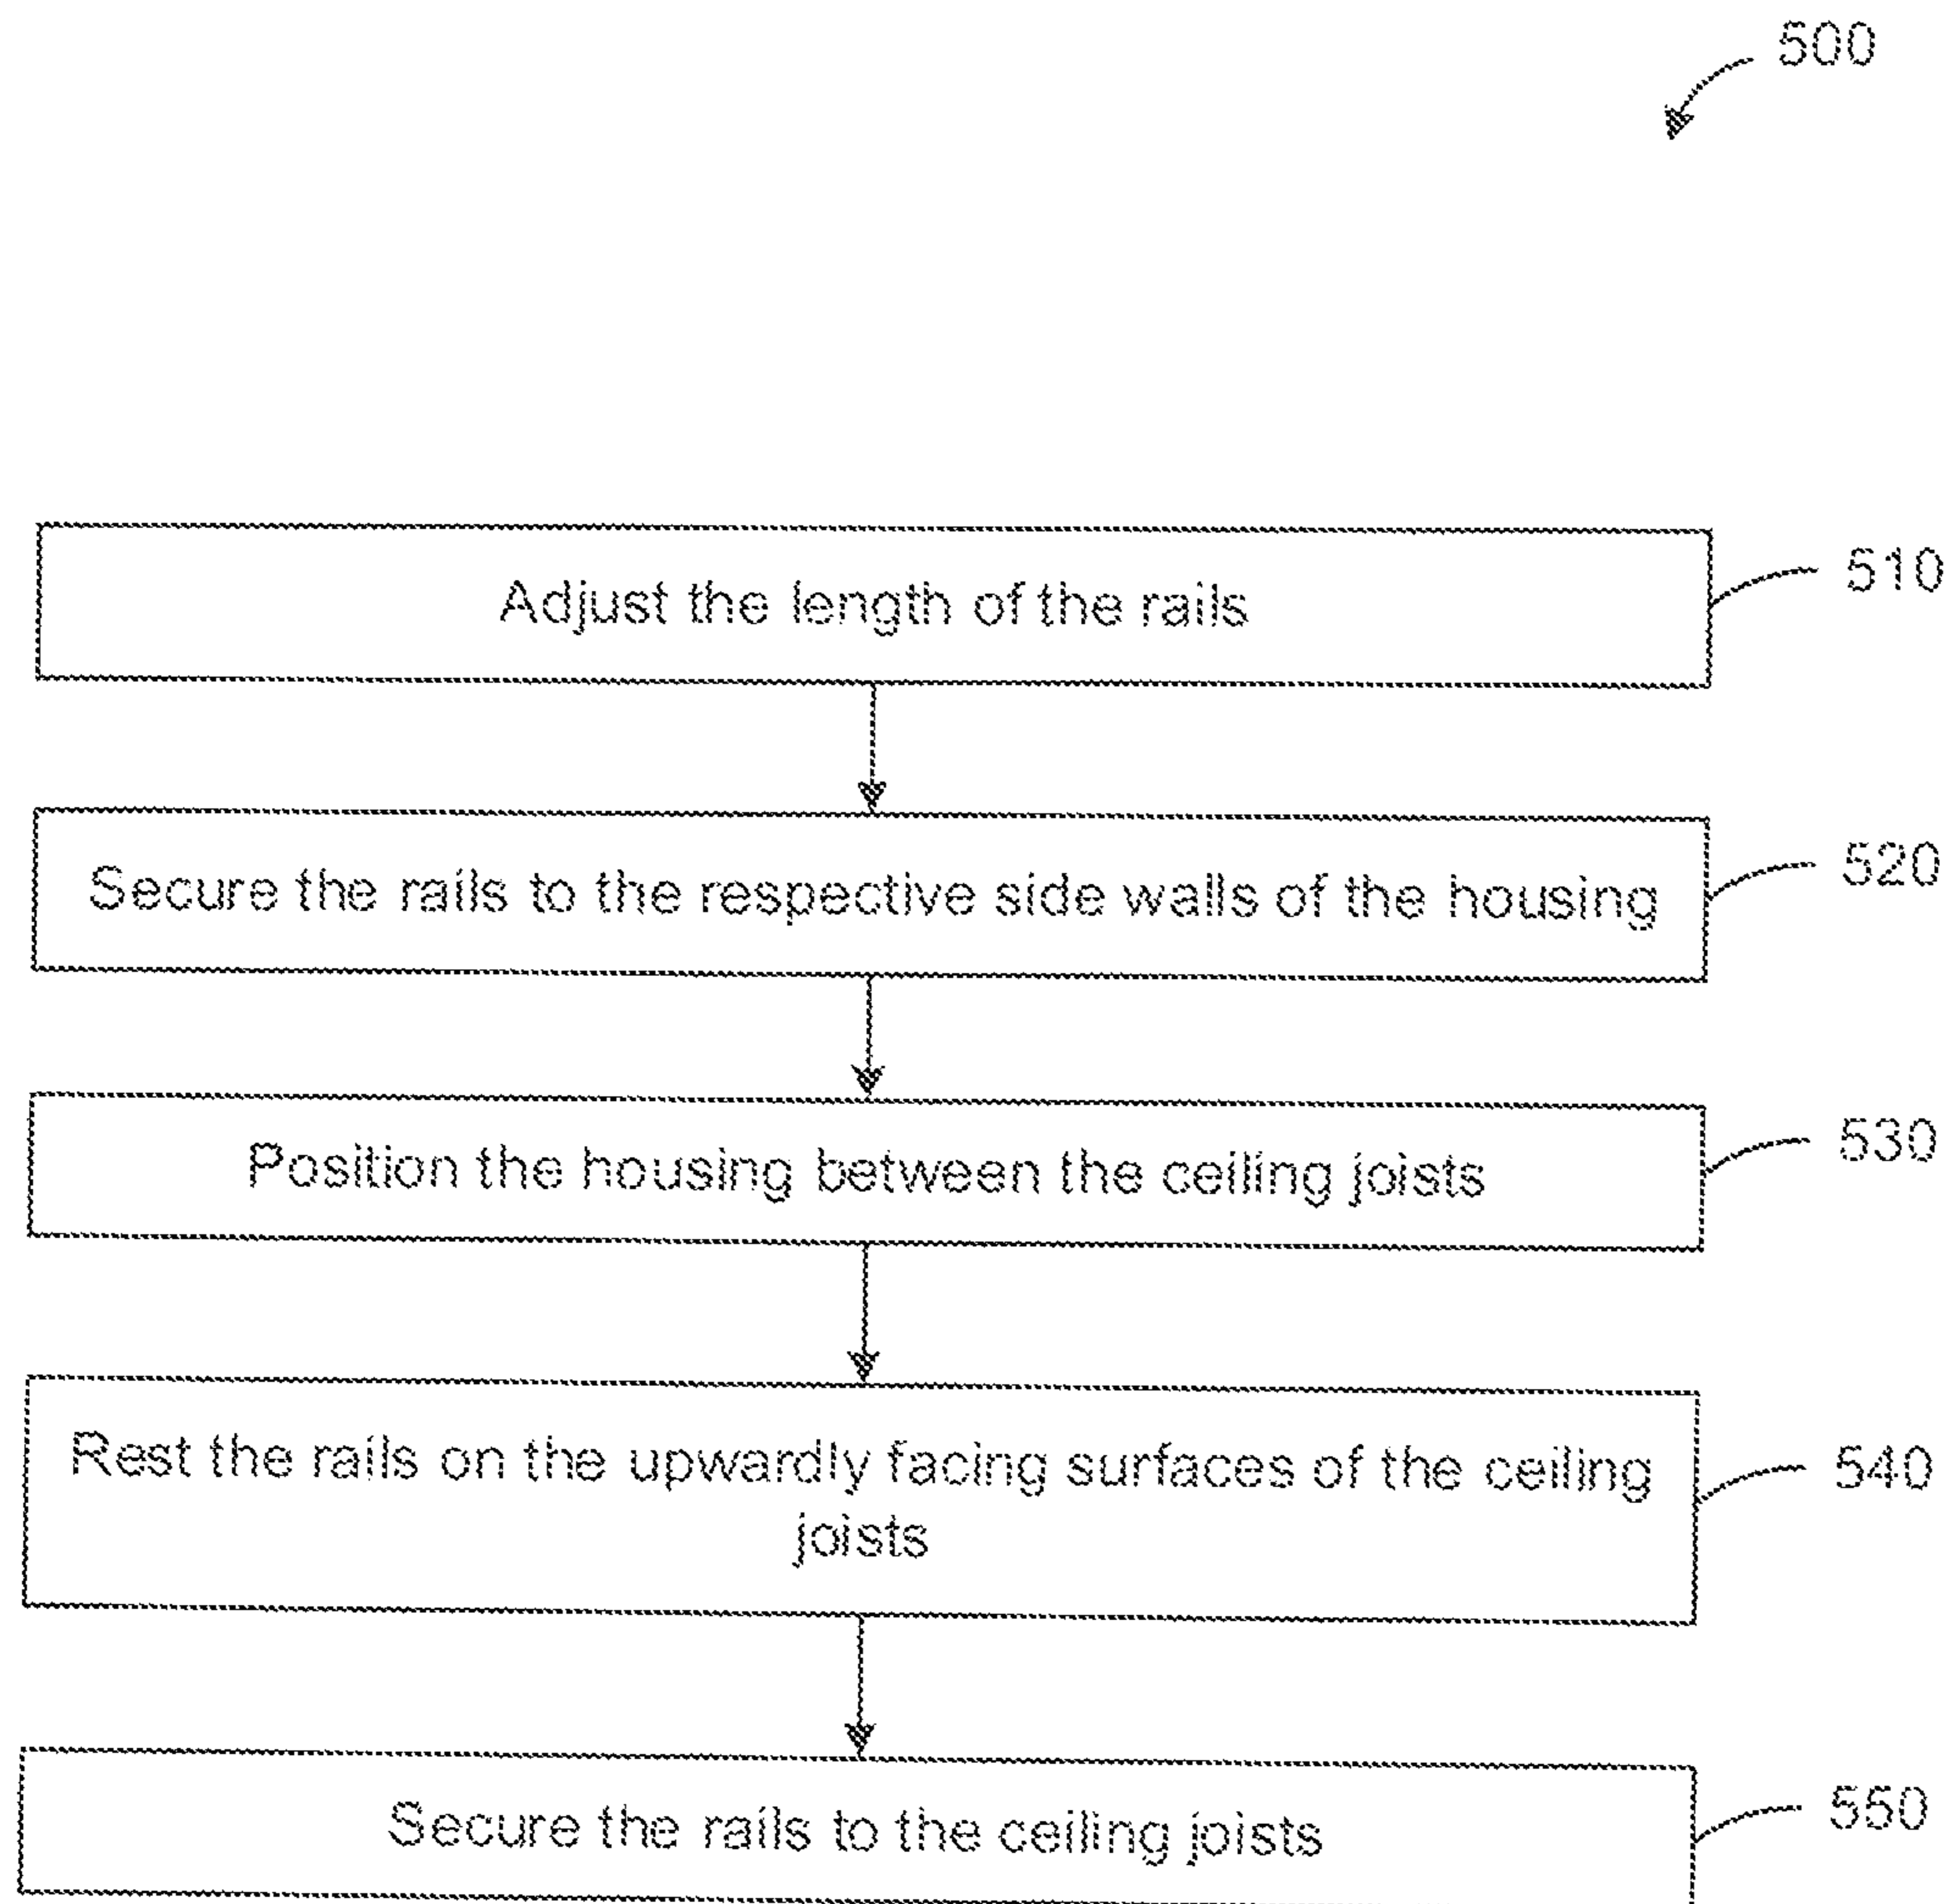 500
Adjust the length of the rails
510
Secure the rails to the respective side walls of the housing
520
Position the housing between the ceiling joists
530
Rest the rails on the upwardly facing surfaces of the ceiling
joists
540
Secure the rails to the ceiling joists
550